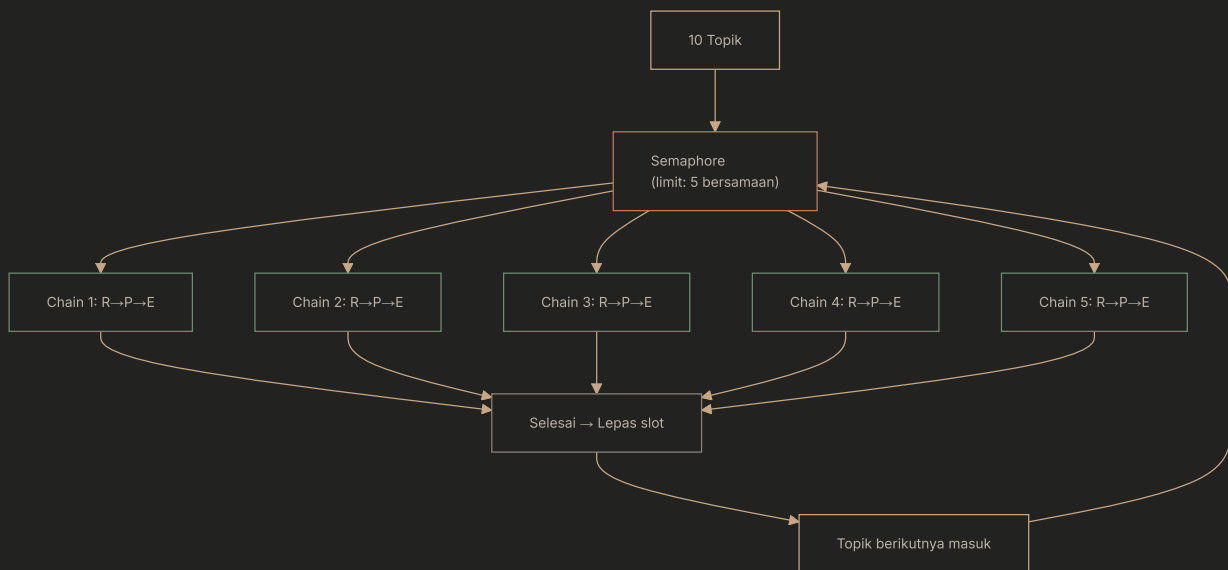 10 Topik
Semaphore
(limit: 5 bersamaan)
Chain 1: R→P→E
Chain 2: R→P→E
Chain 3: R→P→E
Chain 4: R→P→E
Chain 5: R→P→E
Selesai → Lepas slot
Topik berikutnya masuk